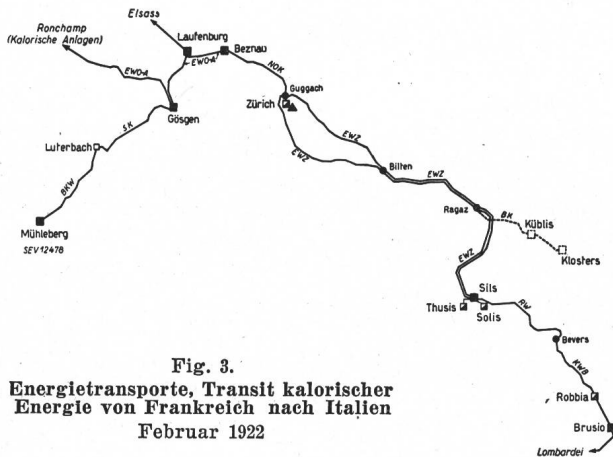 Ronchamp
(Kalorische Anlagen)
Elsass
Laufenburg
Beznau
EWO-A
EWO-A
NOK
Guggach
Zürich
Gösgen
SK
Luterbach
BKW
Mühleberg
SEV12478
EWZ
EWZ
Bilten
EWZ
Ragaz
BK
Küblis
Klosters
EWZ
Sils
Thusis
Solis
RW
Bevers
KWB
Robbia
Brusio
Lombardei
Fig. 3.
Energietransporte, Transit kalorischer
Energie von Frankreich nach Italien
Februar 1922